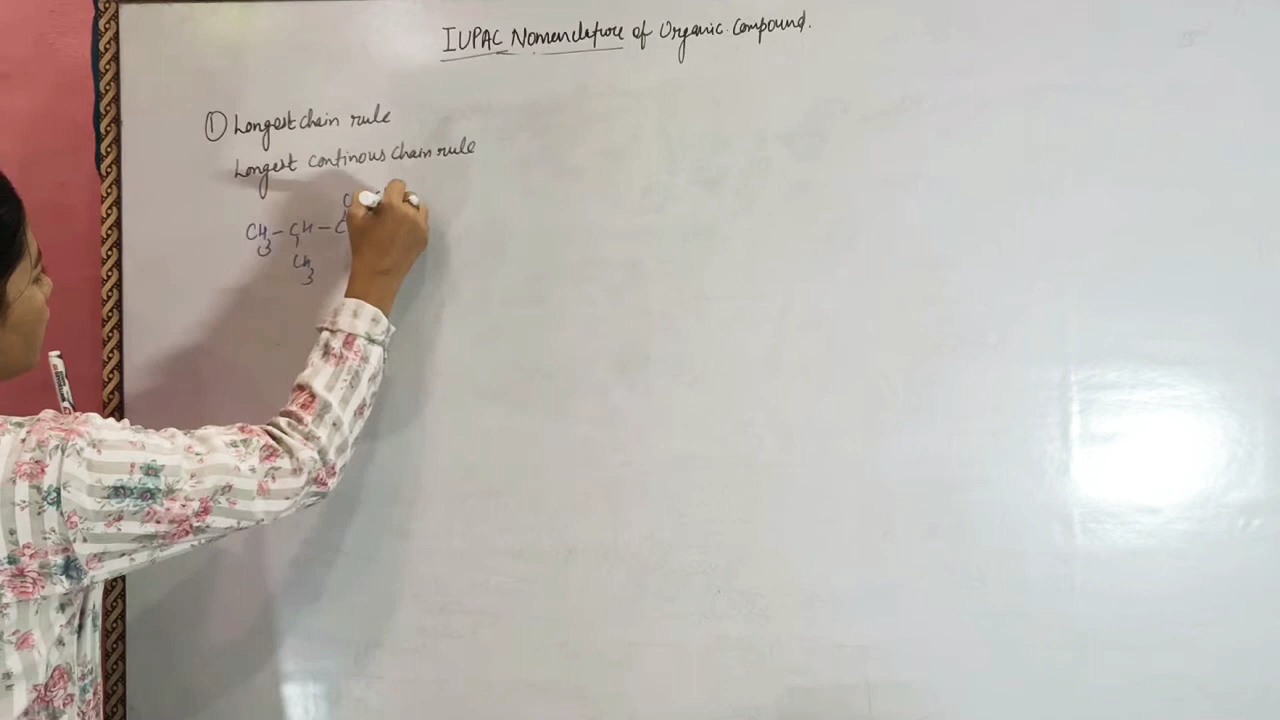 IUPAC Nomenclature of Organic Compound.
① Longest chain rule
Longest continous chain rule
C
CH3 - CH - C
CH3